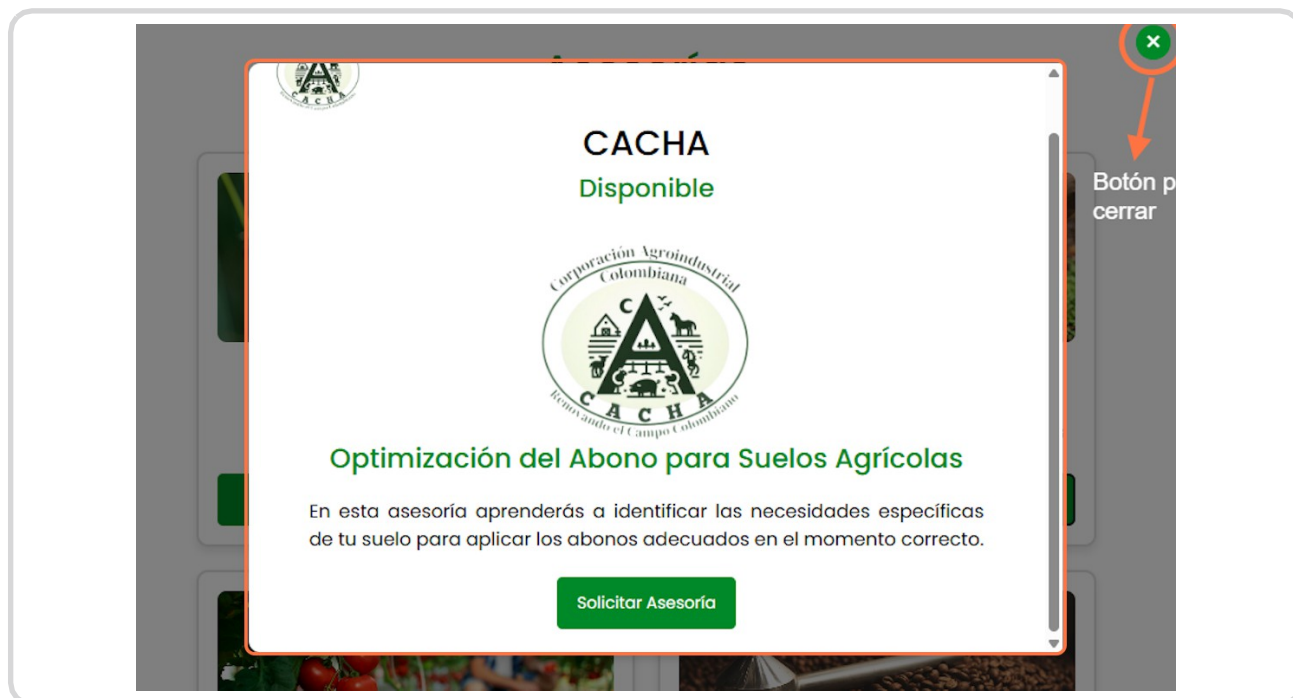 Asesorías
CACHA
CACHA
Disponible
Corporación Agroindustrial
Colombiana
C
A
CACHA
Renovando el Campo Colombiano
Optimización del Abono para Suelos Agrícolas
En esta asesoría aprenderás a identificar las necesidades específicas
de tu suelo para aplicar los abonos adecuados en el momento correcto.
Solicitar Asesoría
Botón p
cerrar